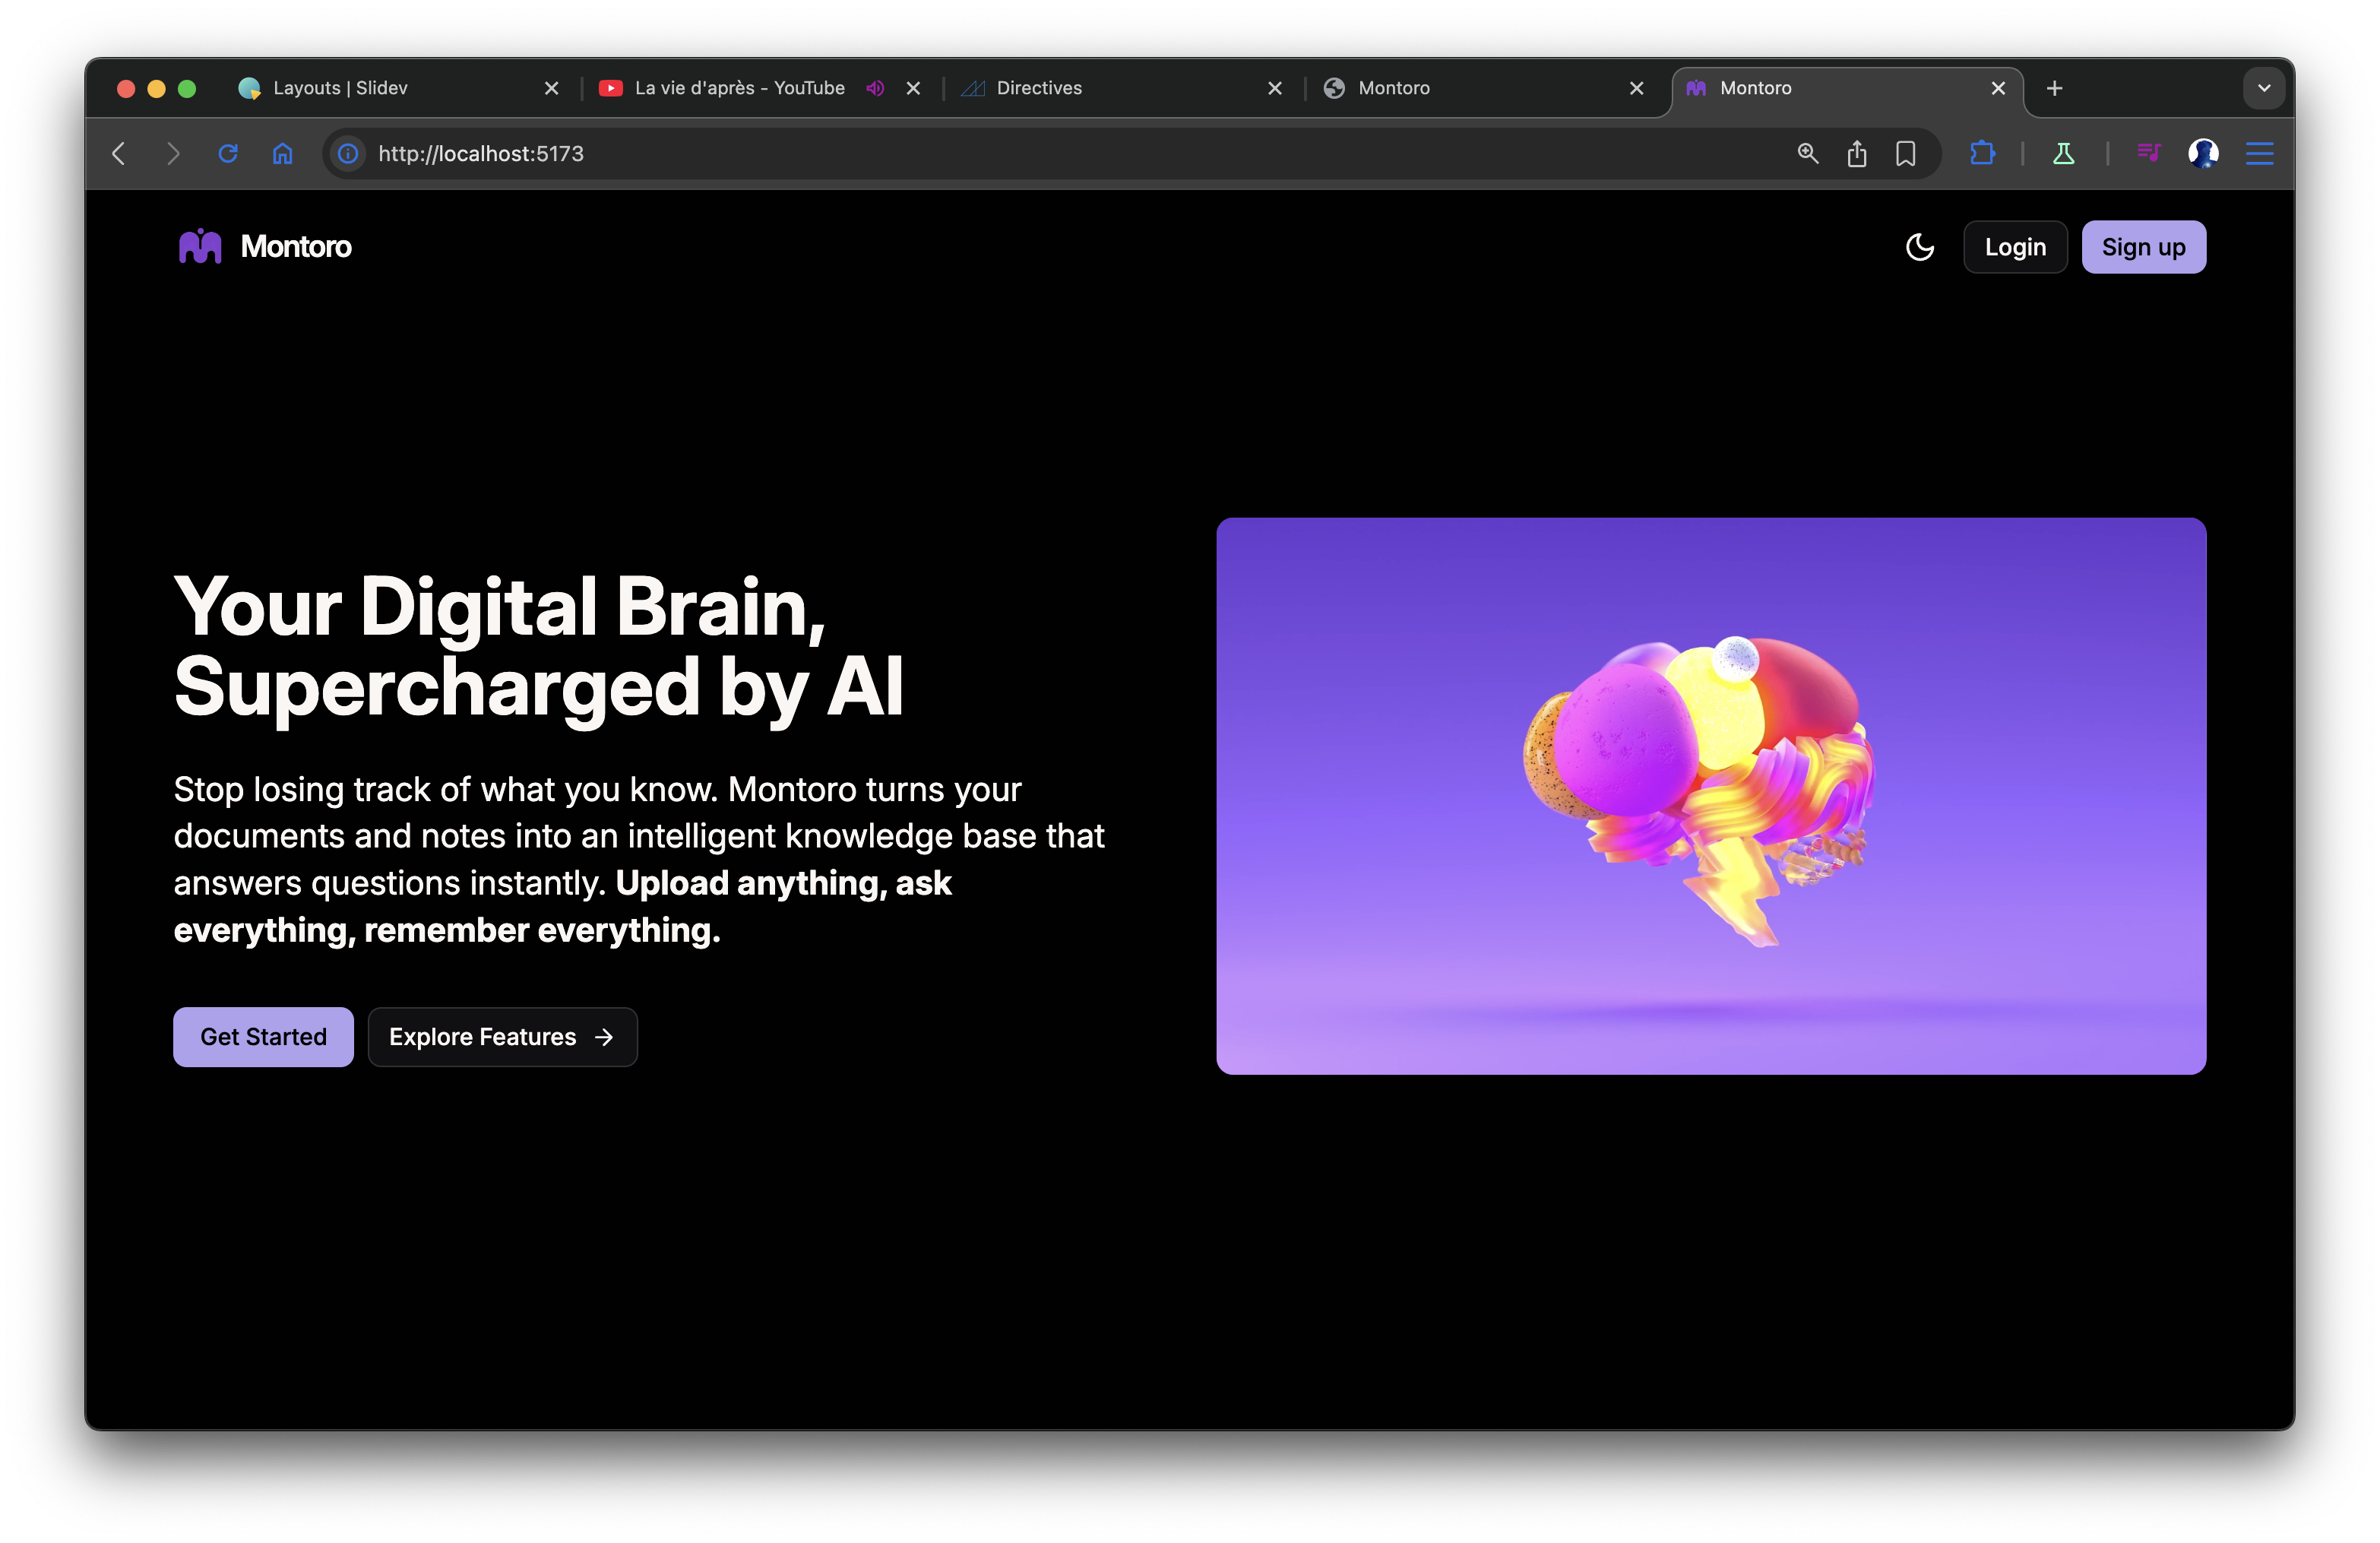 Layouts | Slidev
La vie d'après - YouTube
Directives
Montoro
Montoro
http://localhost:5173
Montoro
Login
Sign up
Your Digital Brain,
Supercharged by AI
Stop losing track of what you know. Montoro turns your
documents and notes into an intelligent knowledge base that
answers questions instantly. Upload anything, ask
everything, remember everything.
Get Started
Explore Features →